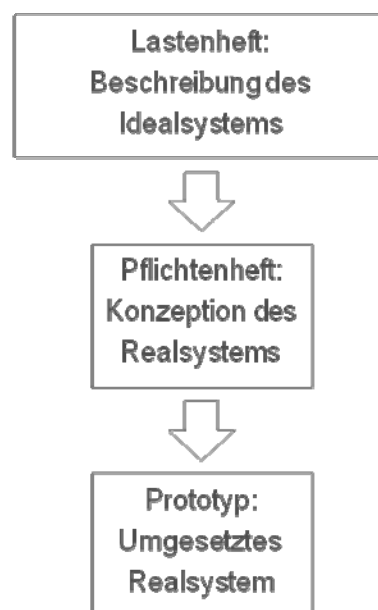 Lastenheft:
Beschreibung des
Idealsystems
Pflichtenheft:
Konzeption des
Realsystems
Prototyp:
Umgesetztes
Realsystem